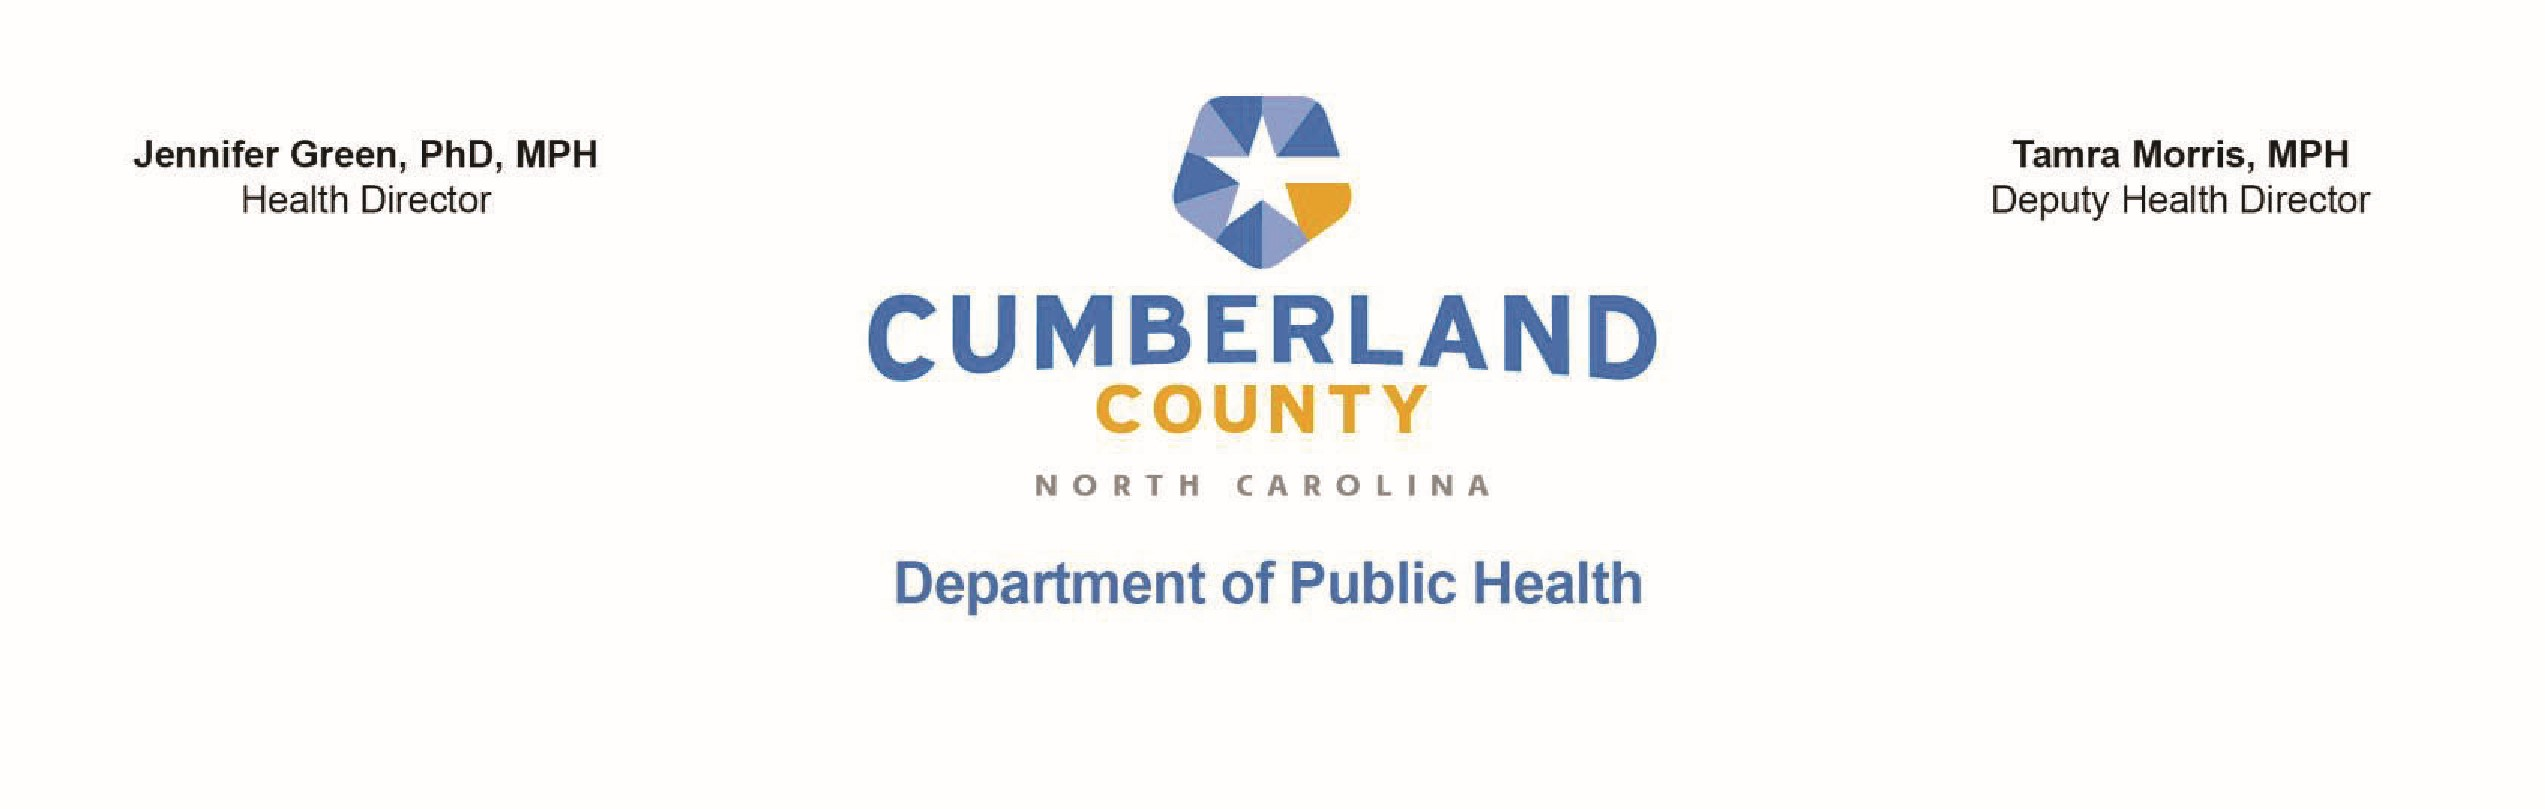 Jennifer Green, PhD, MPH
Health Director
CUMBERLAND
COUNTY
NORTH CAROLINA
Department of Public Health
Tamra Morris, MPH
Deputy Health Director